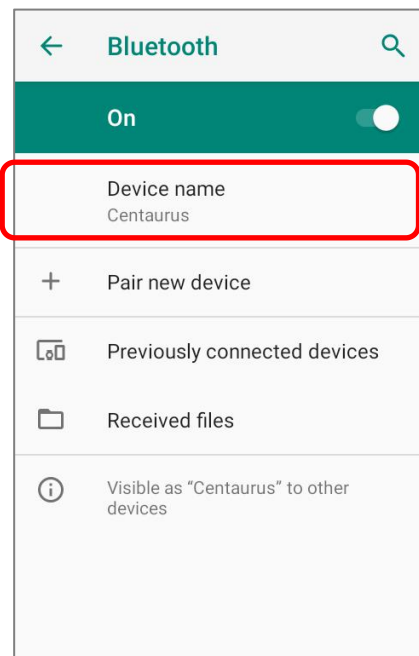 Bluetooth
On
Device name
Centaurus
Pair new device
Previously connected devices
Received files
Visible as “Centaurus” to other
devices